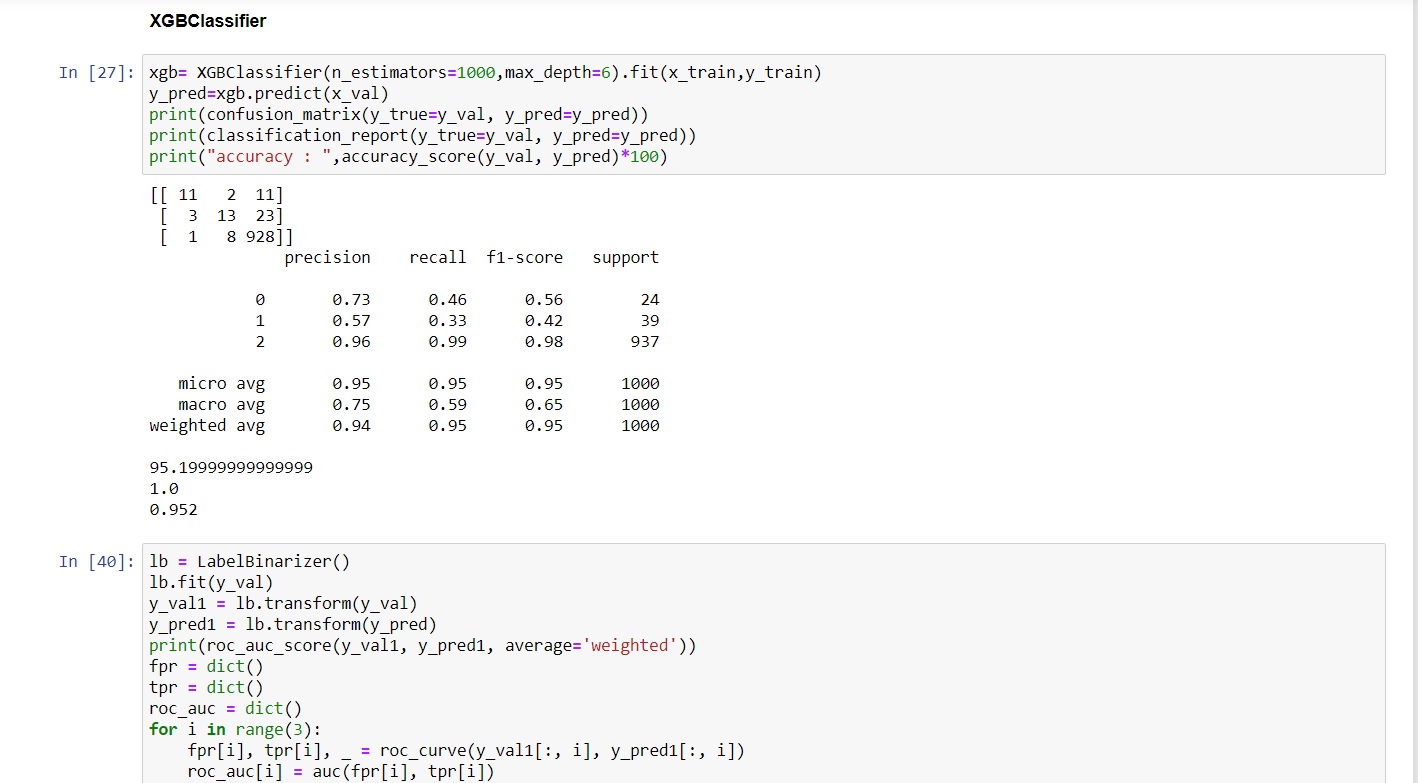 XGBClassifier
In [27]: xgb= XGBClassifier(n_estimators=1000,max_depth=6).fit(x_train,y_train)
y_pred=xgb.predict(x_val)
print(confusion_matrix(y_true=y_val, y_pred=y_pred))
print(classification_report(y_true=y_val, y_pred=y_pred))
print("accuracy : ",accuracy_score(y_val, y_pred)*100)
[[ 11   2  11]
 [  3  13  23]
 [  1   8 928]]
              precision    recall  f1-score   support
           0       0.73      0.46      0.56        24
           1       0.57      0.33      0.42        39
           2       0.96      0.99      0.98       937
   micro avg       0.95      0.95      0.95      1000
   macro avg       0.75      0.59      0.65      1000
weighted avg       0.94      0.95      0.95      1000
95.19999999999999
1.0
0.952
In [40]: lb = LabelBinarizer()
lb.fit(y_val)
y_val1 = lb.transform(y_val)
y_pred1 = lb.transform(y_pred)
print(roc_auc_score(y_val1, y_pred1, average='weighted'))
fpr = dict()
tpr = dict()
roc_auc = dict()
for i in range(3):
    fpr[i], tpr[i], _ = roc_curve(y_val1[:, i], y_pred1[:, i])
    roc_auc[i] = auc(fpr[i], tpr[i])